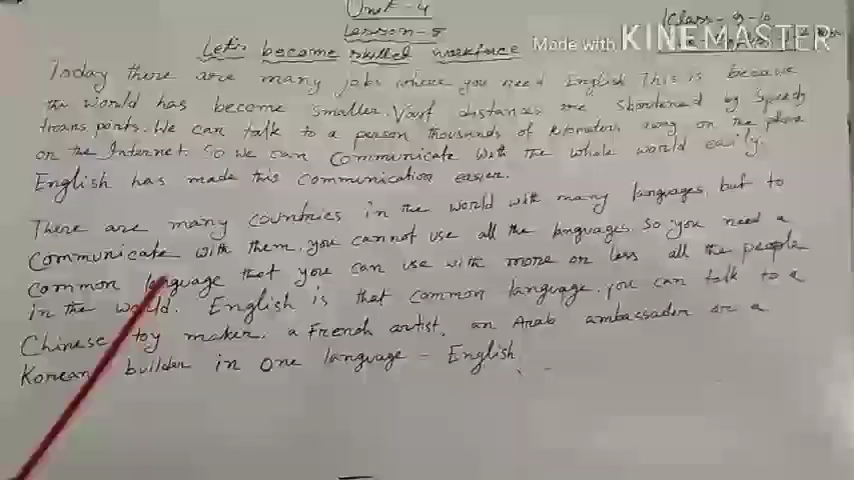 Unit - 4
Lesson - 5
Class - 9 - 10
Let's become skilled workforce
Made with KINEMASTER
Today there are many jobs where you need English This is because
the world has become smaller. Vast distances are shortened by speedy
transports. We can talk to a person thousands of kilometers away on the phone
or the Internet. So we can communicate with the whole world easily.
English has made this communication easier.
There are many countries in the world with many languages, but to
communicate with them, you cannot use all the languages. So you need a
common language that you can use with more or less all the people
in the world. English is that common language. you can talk to a
Chinese toy maker, a French artist, an Arab ambassador or a
Korean builder in one language - English